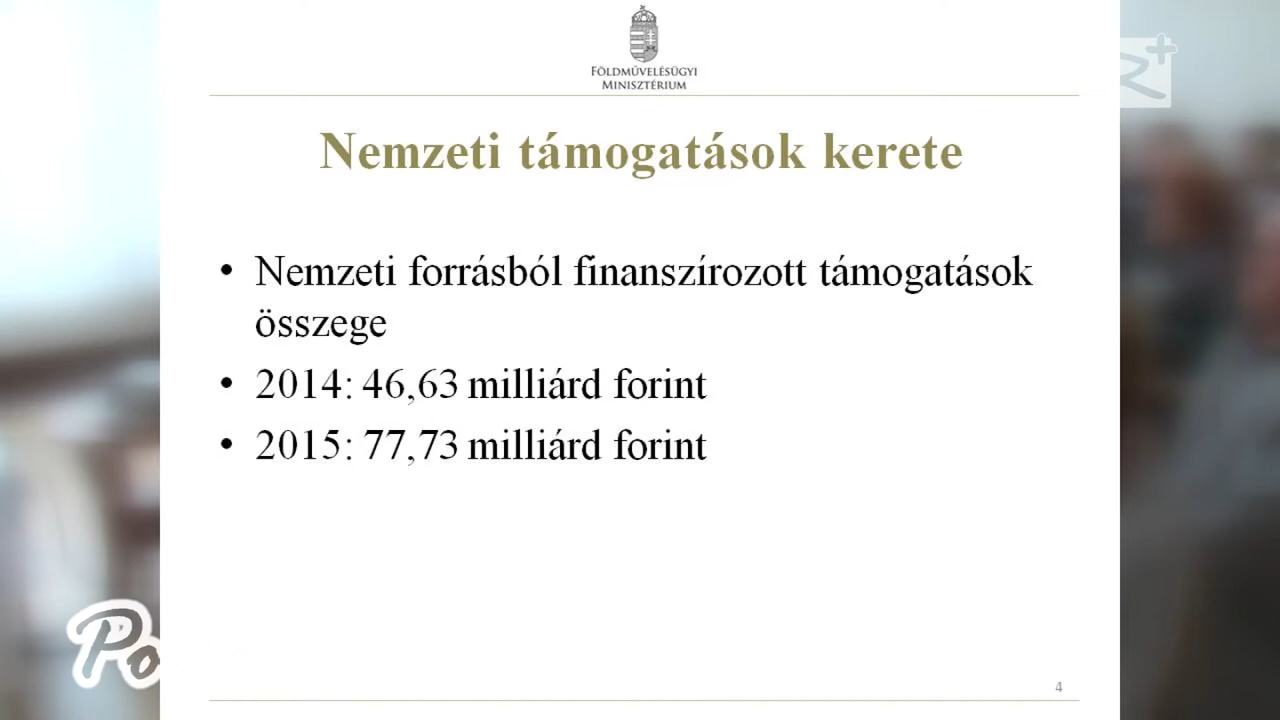 FÖLDMŰVELÉSÜGYI
MINISZTÉRIUM
Nemzeti támogatások kerete
• Nemzeti forrásból finanszírozott támogatások
összege
• 2014: 46,63 milliárd forint
• 2015: 77,73 milliárd forint
Po
4